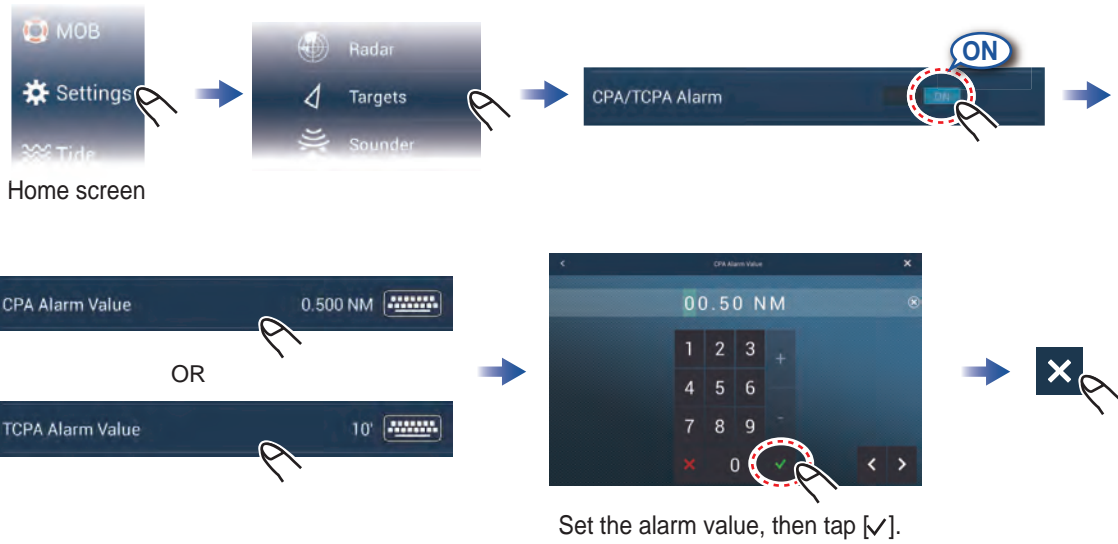 MOB
Settings
Tide
Home screen
Radar
Targets
Sounder
CPA/TCPA Alarm
ON
ON
CPA Alarm Value 0.500 NM
OR
TCPA Alarm Value 10'
CPA Alarm Value
00.50 NM
1 2 3 +
4 5 6
7 8 9 -
0
Set the alarm value, then tap [✓].